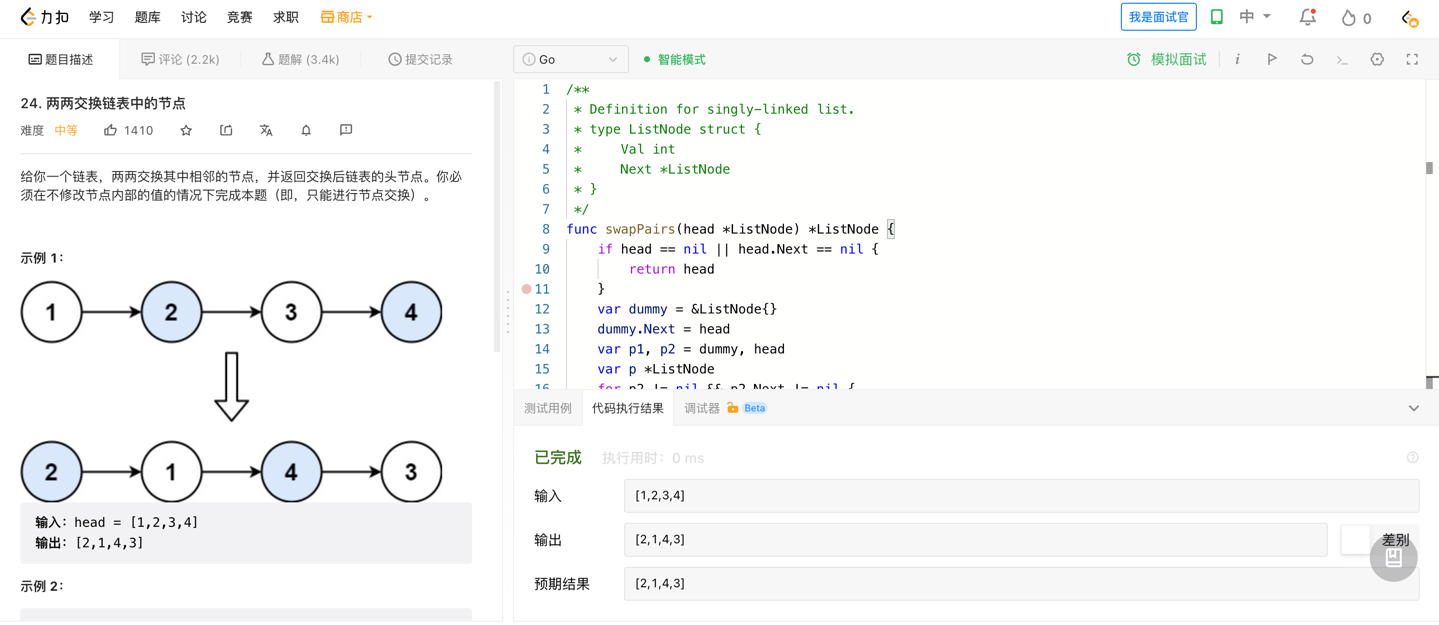 力扣 学习 题库 讨论 竞赛 求职 商店 我是面试官 中 0
题目描述 评论 (2.2k) 题解 (3.4k) 提交记录
Go 智能模式 模拟面试
24. 两两交换链表中的节点
难度 中等 1410
给你一个链表，两两交换其中相邻的节点，并返回交换后链表的头节点。你必
须在不修改节点内部的值的情况下完成本题（即，只能进行节点交换）。
示例 1：
1 2 3 4
2 1 4 3
输入：head = [1,2,3,4]
输出：[2,1,4,3]
示例 2：
1 /**
2 * Definition for singly-linked list.
3 * type ListNode struct {
4 * Val int
5 * Next *ListNode
6 * }
7 */
8 func swapPairs(head *ListNode) *ListNode {
9 if head == nil || head.Next == nil {
10 return head
11 }
12 var dummy = &ListNode{}
13 dummy.Next = head
14 var p1, p2 = dummy, head
15 var p *ListNode
16 for p2 != nil && p2.Next != nil {
测试用例 代码执行结果 调试器 Beta
已完成 执行用时：0 ms
输入 [1,2,3,4]
输出 [2,1,4,3] 差别
预期结果 [2,1,4,3]